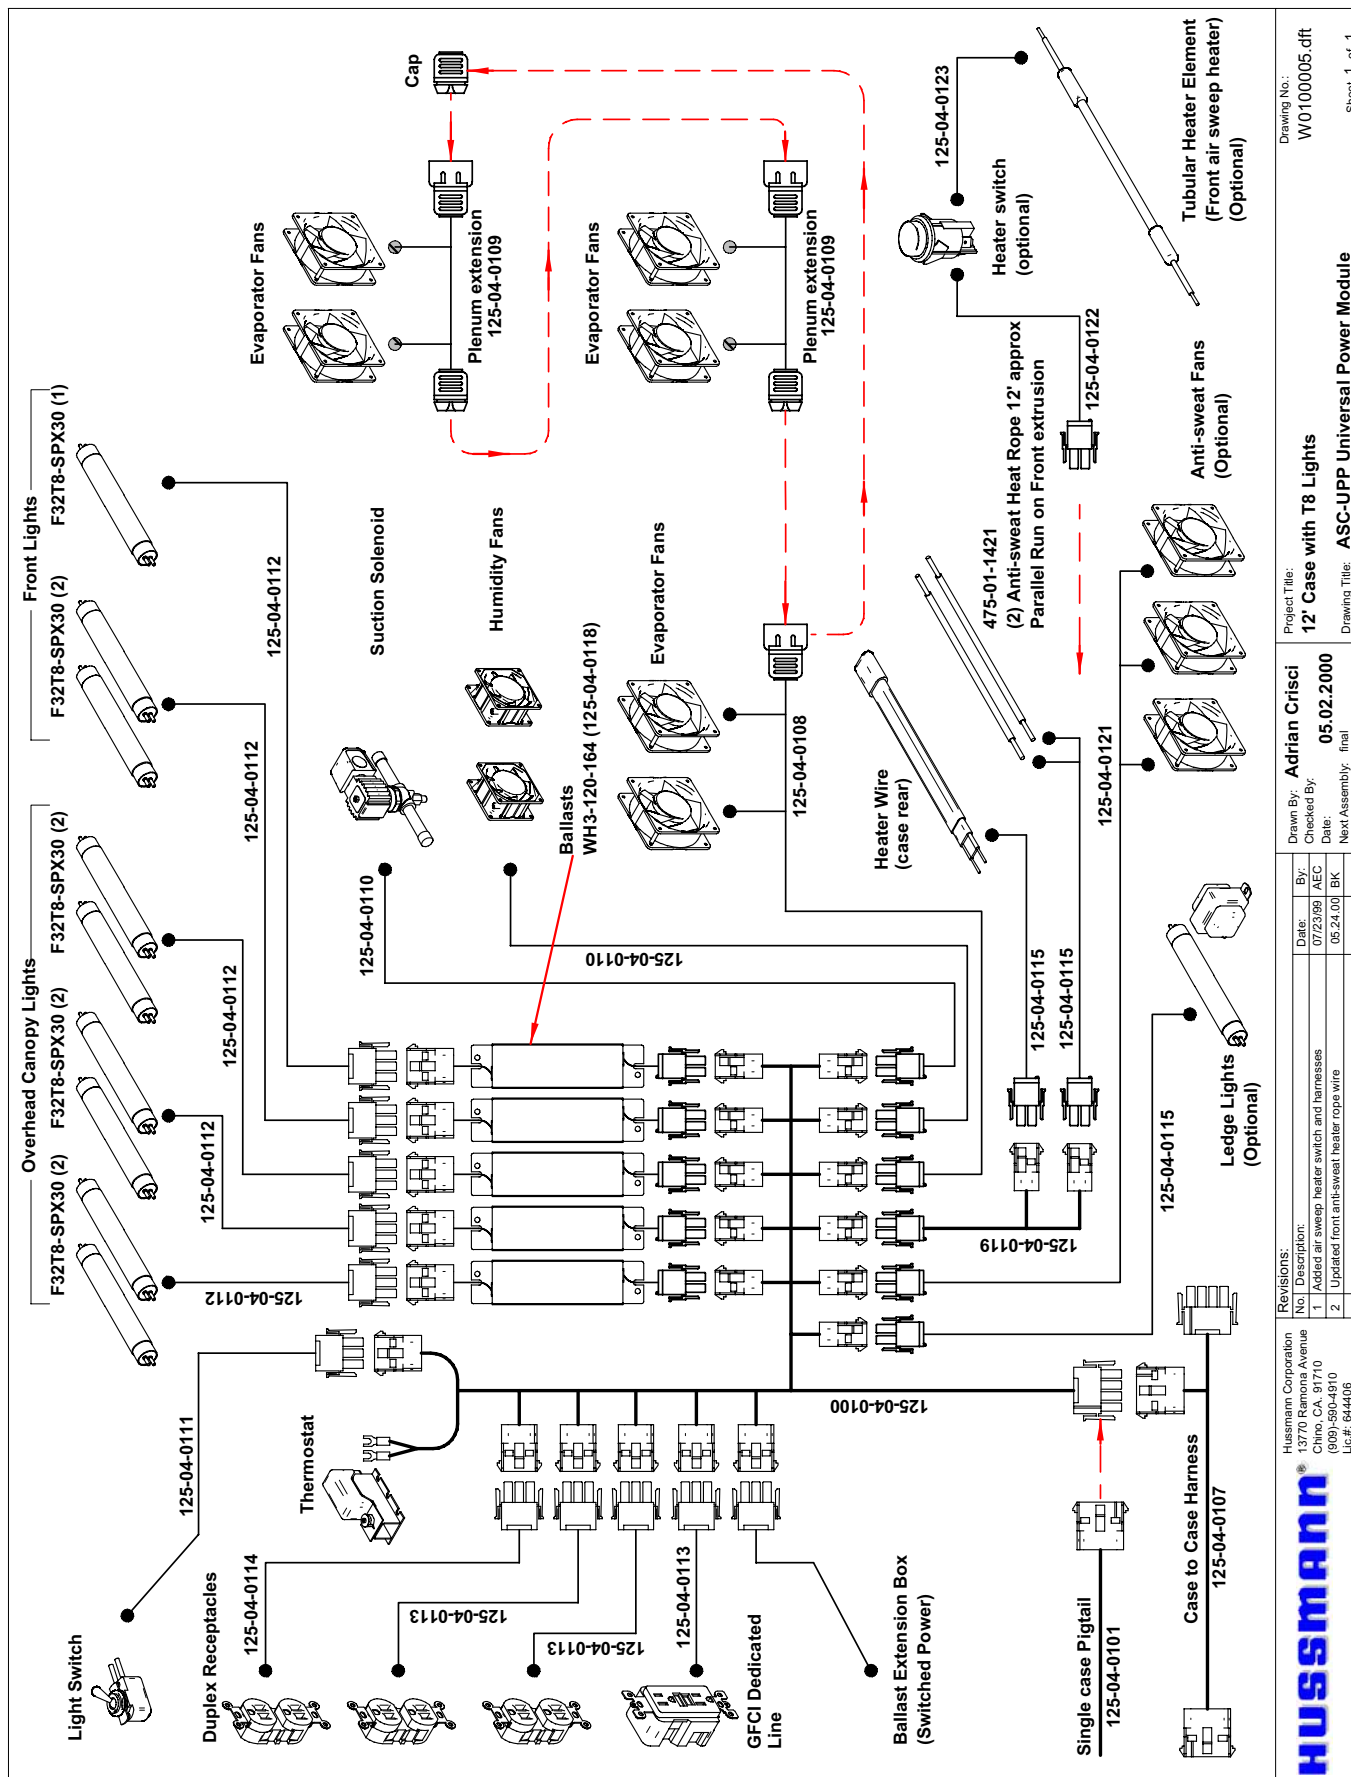 Overhead Canopy Lights
Front Lights
F32T8-SPX30 (2)
F32T8-SPX30 (2)
F32T8-SPX30 (2)
F32T8-SPX30 (2)
F32T8-SPX30 (1)
125-04-0112
125-04-0112
125-04-0112
125-04-0112
125-04-0112
Light Switch
125-04-0111
Thermostat
Duplex Receptacles
125-04-0114
125-04-0113
125-04-0113
125-04-0113
GFCI Dedicated
Line
Ballast Extension Box
(Switched Power)
125-04-0100
Single case Pigtail
125-04-0101
Case to Case Harness
125-04-0107
Suction Solenoid
125-04-0110
Humidity Fans
125-04-0110
Ballasts
WH3-120-164 (125-04-0118)
Evaporator Fans
125-04-0108
Evaporator Fans
Plenum extension
125-04-0109
Evaporator Fans
Plenum extension
125-04-0109
Cap
Heater Wire
(case rear)
125-04-0115
125-04-0115
125-04-0119
475-01-1421
(2) Anti-sweat Heat Rope 12' approx
Parallel Run on Front extrusion
125-04-0122
Heater switch
(optional)
125-04-0123
Tubular Heater Element
(Front air sweep heater)
(Optional)
Anti-sweat Fans
(Optional)
125-04-0121
Ledge Lights
(Optional)
125-04-0115
HUSSMANN®
Hussmann Corporation
13770 Ramona Avenue
Chino, CA. 91710
(909)-590-4910
Lic.#: 644406
Revisions:
No. Description: Date: By:
1 Added air sweep heater switch and harnesses 07/23/99 AEC
2 Updated front anti-sweat heater rope wire 05.24.00 BK
Drawn By: Adrian Crisci
Checked By:
Date: 05.02.2000
Next Assembly: final
Project Title:
12' Case with T8 Lights
Drawing Title: ASC-UPP Universal Power Module
Drawing No.:
W0100005.dft
Sheet 1 of 1